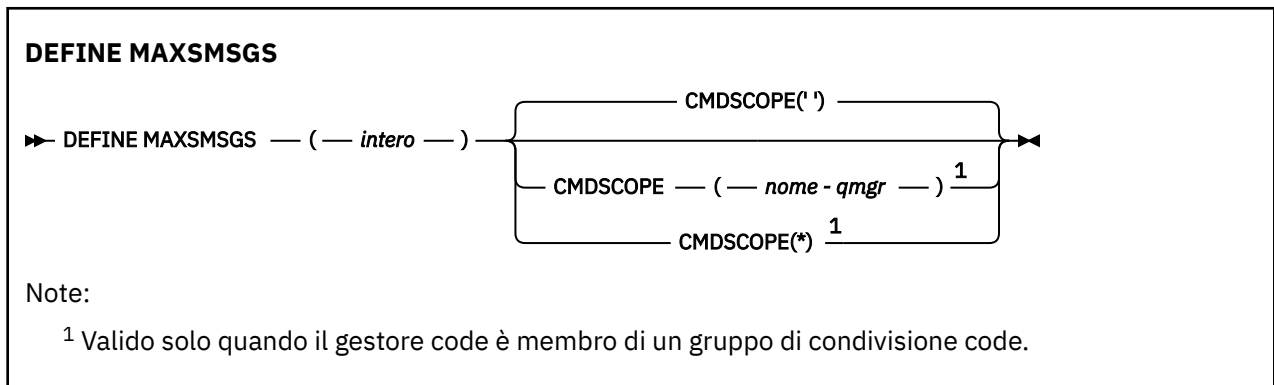 DEFINE MAXSMSGS
CMDSCOPE(' ')
DEFINE MAXSMSGS ( intero )
CMDSCOPE ( nome - qmgr ) 1
CMDSCOPE(*) 1
Note:
1 Valido solo quando il gestore code è membro di un gruppo di condivisione code.